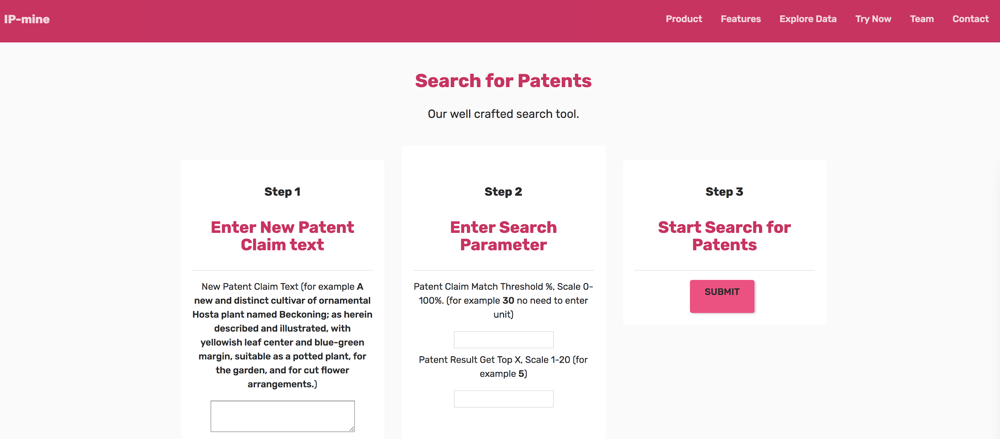 IP-mine
Product Features Explore Data Try Now Team Contact
Search for Patents
Our well crafted search tool.
Step 1
Enter New Patent
Claim text
New Patent Claim Text (for example A
new and distinct cultivar of ornamental
Hosta plant named Beckoning; as herein
described and illustrated, with
yellowish leaf center and blue-green
margin, suitable as a potted plant, for
the garden, and for cut flower
arrangements.)
Step 2
Enter Search
Parameter
Patent Claim Match Threshold %, Scale 0-
100%. (for example 30 no need to enter
unit)
Patent Result Get Top X, Scale 1-20 (for
example 5)
Step 3
Start Search for
Patents
SUBMIT